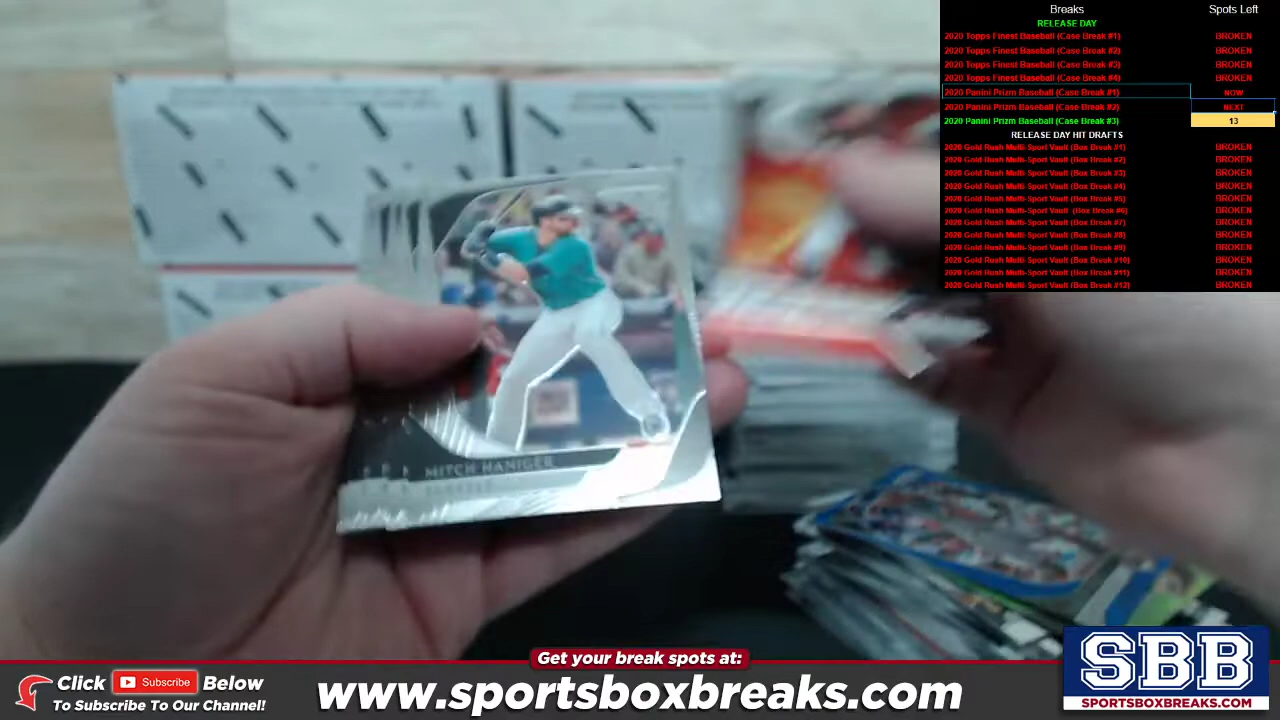 Breaks Spots Left
RELEASE DAY
2020 Topps Finest Baseball (Case Break #1) BROKEN
2020 Topps Finest Baseball (Case Break #2) BROKEN
2020 Topps Finest Baseball (Case Break #3) BROKEN
2020 Topps Finest Baseball (Case Break #4) BROKEN
2020 Panini Prizm Baseball (Case Break #1) NOW
2020 Panini Prizm Baseball (Case Break #2) NEXT
2020 Panini Prizm Baseball (Case Break #3) 13
RELEASE DAY HIT DRAFTS
2020 Gold Rush Multi-Sport Vault (Box Break #1) BROKEN
2020 Gold Rush Multi-Sport Vault (Box Break #2) BROKEN
2020 Gold Rush Multi-Sport Vault (Box Break #3) BROKEN
2020 Gold Rush Multi-Sport Vault (Box Break #4) BROKEN
2020 Gold Rush Multi-Sport Vault (Box Break #5) BROKEN
2020 Gold Rush Multi-Sport Vault (Box Break #6) BROKEN
2020 Gold Rush Multi-Sport Vault (Box Break #7) BROKEN
2020 Gold Rush Multi-Sport Vault (Box Break #8) BROKEN
2020 Gold Rush Multi-Sport Vault (Box Break #9) BROKEN
2020 Gold Rush Multi-Sport Vault (Box Break #10) BROKEN
2020 Gold Rush Multi-Sport Vault (Box Break #11) BROKEN
2020 Gold Rush Multi-Sport Vault (Box Break #12) BROKEN
MITCH HANIGER
Get your break spots at:
Click Subscribe Below
To Subscribe To Our Channel!
www.sportsboxbreaks.com
SBB
SPORTSBOXBREAKS.COM